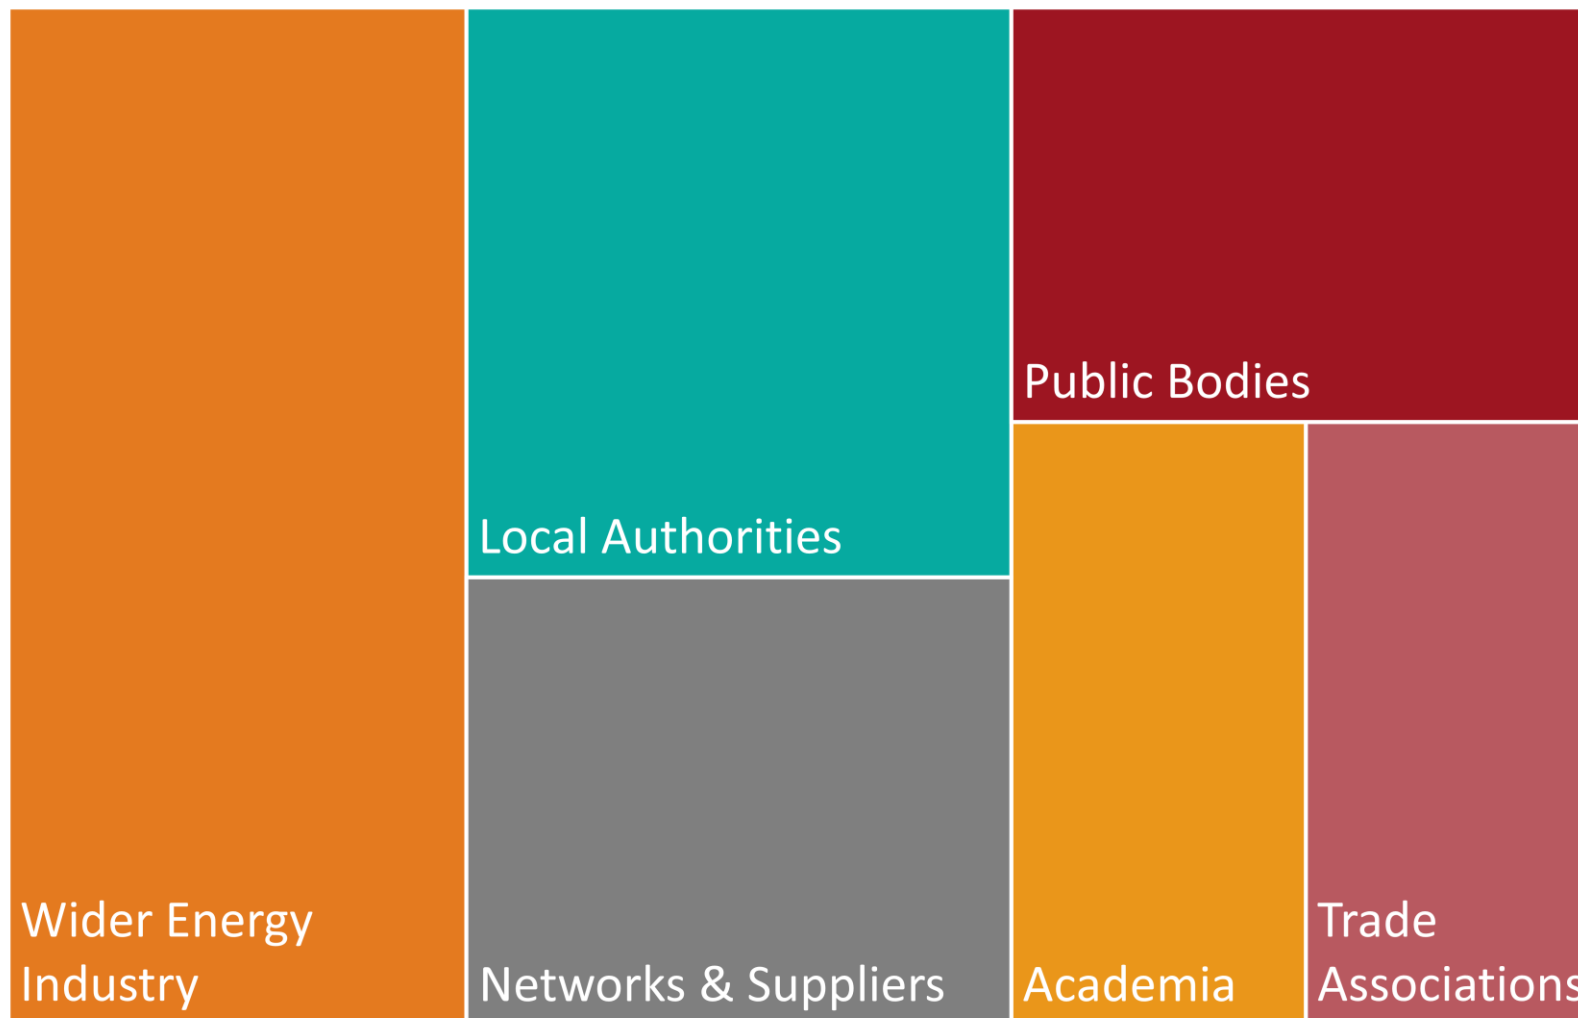 Wider Energy
Industry
Local Authorities
Networks & Suppliers
Public Bodies
Academia
Trade
Associations